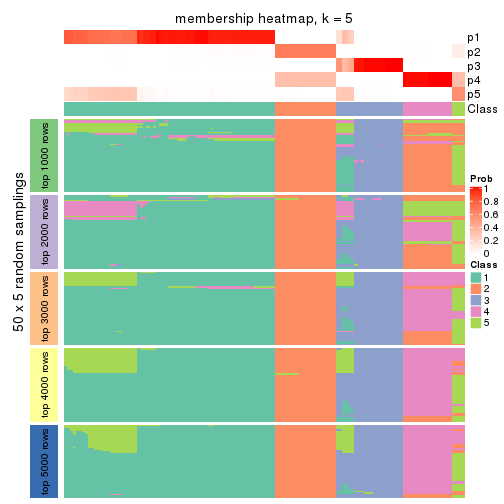 membership heatmap, k = 5
p1
p2
p3
p4
p5
Class
50 x 5 random samplings
top 1000 rows
top 2000 rows
top 3000 rows
top 4000 rows
top 5000 rows
Prob
1
0.8
0.6
0.4
0.2
0
Class
1
2
3
4
5